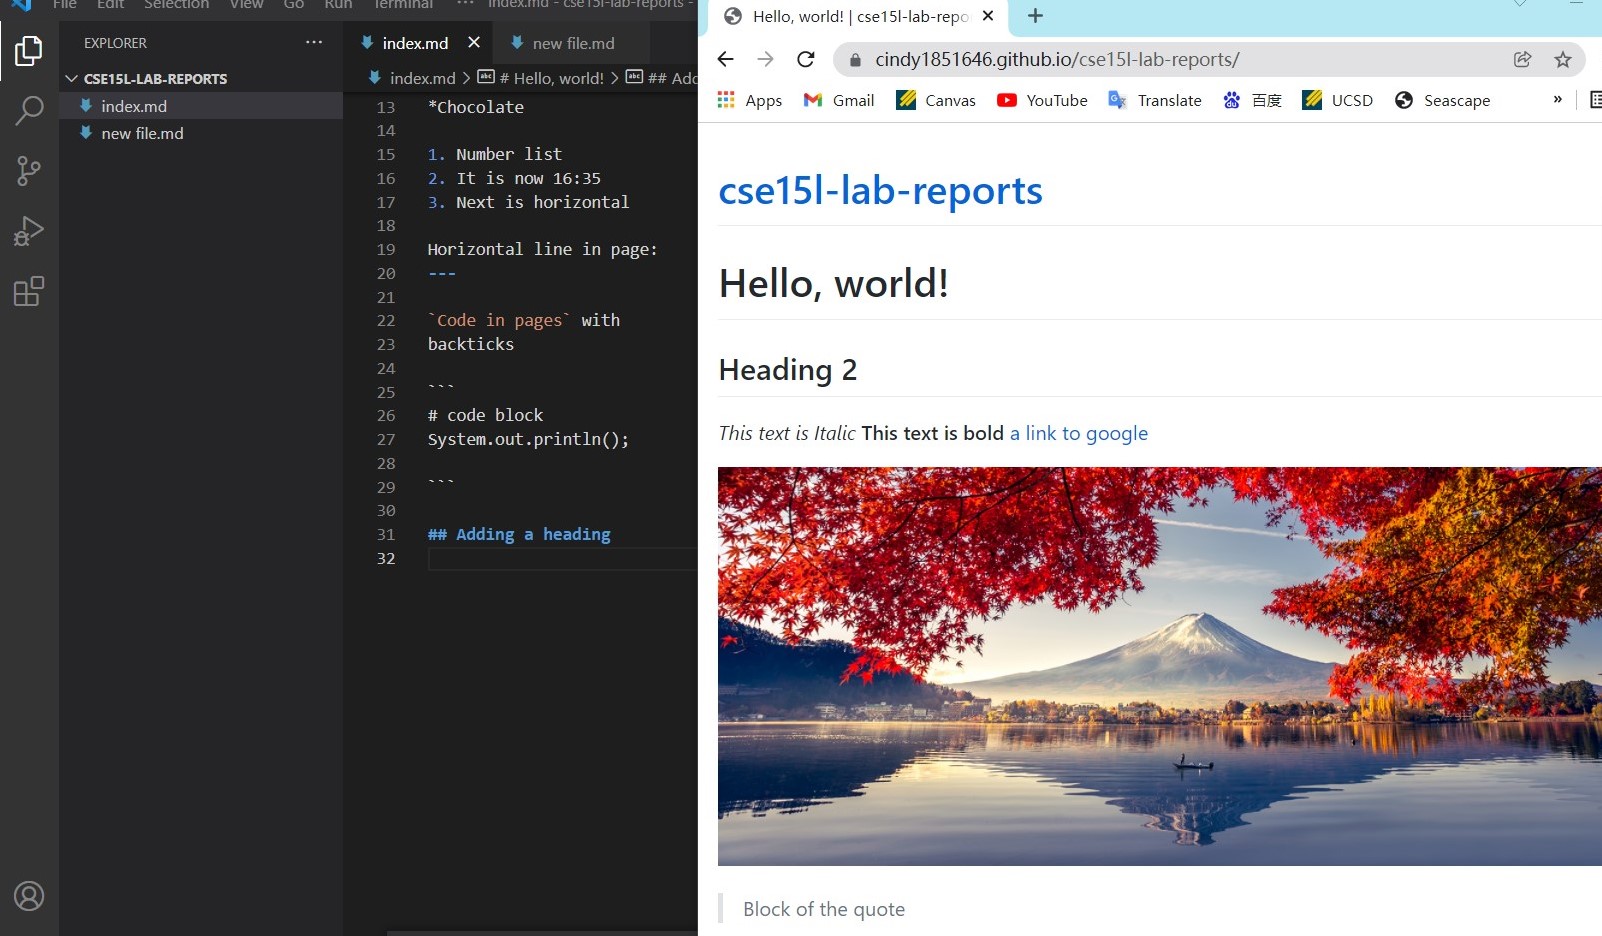 File Edit Selection View Go Run Terminal ··· index.md - cse15l-lab-reports -
EXPLORER ···
CSE15L-LAB-REPORTS
index.md
new file.md
index.md × new file.md
index.md > # Hello, world! > ## Add
13 *Chocolate
14
15 1. Number list
16 2. It is now 16:35
17 3. Next is horizontal
18
19 Horizontal line in page:
20 ---
21
22 `Code in pages` with
23 backticks
24
25 ```
26 # code block
27 System.out.println();
28
29 ```
30
31 ## Adding a heading
32
Hello, world! | cse15l-lab-repo × +
cindy1851646.github.io/cse15l-lab-reports/
Apps Gmail Canvas YouTube Translate 百度 UCSD Seascape »
cse15l-lab-reports
Hello, world!
Heading 2
This text is Italic This text is bold a link to google
Block of the quote